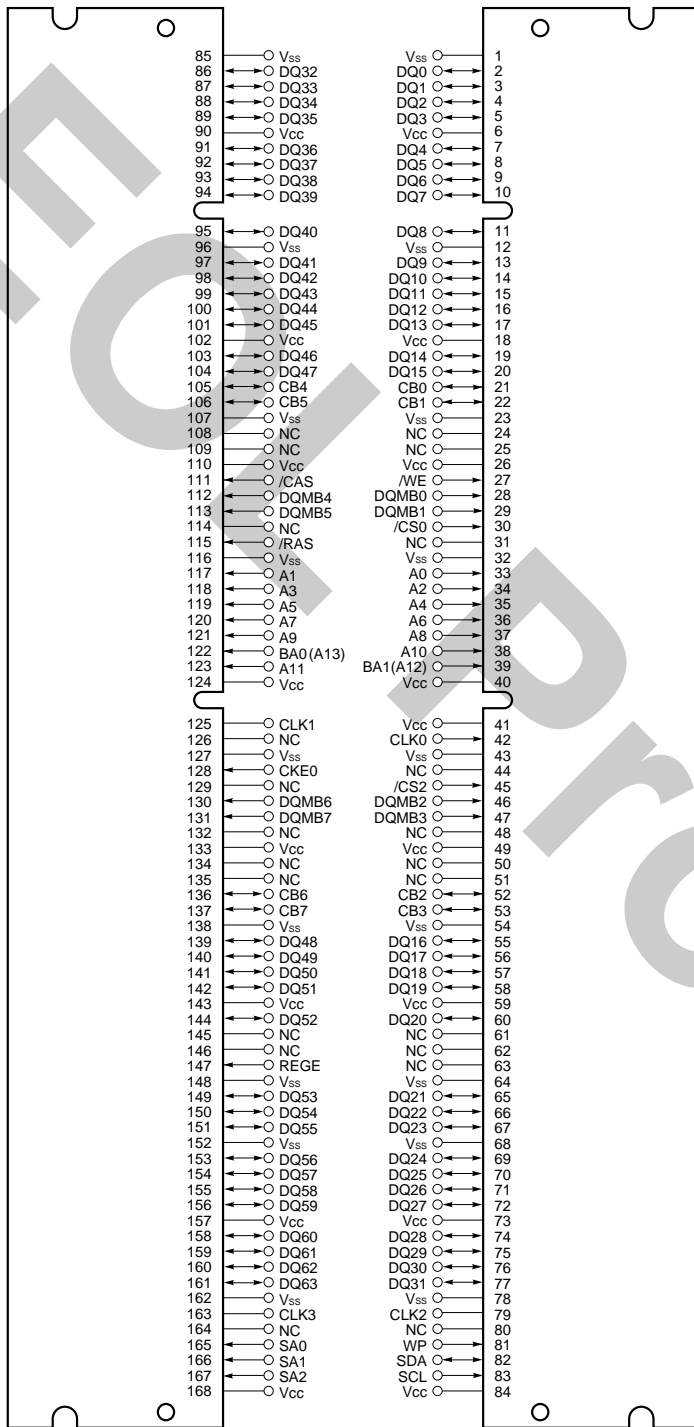 85 Vss Vss 1
86 DQ32 DQ0 2
87 DQ33 DQ1 3
88 DQ34 DQ2 4
89 DQ35 DQ3 5
90 Vcc Vcc 6
91 DQ36 DQ4 7
92 DQ37 DQ5 8
93 DQ38 DQ6 9
94 DQ39 DQ7 10
95 DQ40 DQ8 11
96 Vss Vss 12
97 DQ41 DQ9 13
98 DQ42 DQ10 14
99 DQ43 DQ11 15
100 DQ44 DQ12 16
101 DQ45 DQ13 17
102 Vcc Vcc 18
103 DQ46 DQ14 19
104 DQ47 DQ15 20
105 CB4 CB0 21
106 CB5 CB1 22
107 Vss Vss 23
108 NC NC 24
109 NC NC 25
110 Vcc Vcc 26
111 /CAS /WE 27
112 DQMB4 DQMB0 28
113 DQMB5 DQMB1 29
114 NC /CS0 30
115 /RAS NC 31
116 Vss Vss 32
117 A1 A0 33
118 A3 A2 34
119 A5 A4 35
120 A7 A6 36
121 A9 A8 37
122 BA0 (A13) A10 38
123 A11 BA1(A12) 39
124 Vcc Vcc 40
125 CLK1 Vcc 41
126 NC CLK0 42
127 Vss Vss 43
128 CKE0 NC 44
129 NC /CS2 45
130 DQMB6 DQMB2 46
131 DQMB7 DQMB3 47
132 NC NC 48
133 Vcc Vcc 49
134 NC NC 50
135 NC NC 51
136 CB6 CB2 52
137 CB7 CB3 53
138 Vss Vss 54
139 DQ48 DQ16 55
140 DQ49 DQ17 56
141 DQ50 DQ18 57
142 DQ51 DQ19 58
143 Vcc Vcc 59
144 DQ52 DQ20 60
145 NC NC 61
146 NC NC 62
147 REGE NC 63
148 Vss Vss 64
149 DQ53 DQ21 65
150 DQ54 DQ22 66
151 DQ55 DQ23 67
152 Vss Vss 68
153 DQ56 DQ24 69
154 DQ57 DQ25 70
155 DQ58 DQ26 71
156 DQ59 DQ27 72
157 Vcc Vcc 73
158 DQ60 DQ28 74
159 DQ61 DQ29 75
160 DQ62 DQ30 76
161 DQ63 DQ31 77
162 Vss Vss 78
163 CLK3 CLK2 79
164 NC NC 80
165 SA0 WP 81
166 SA1 SDA 82
167 SA2 SCL 83
168 Vcc Vcc 84
EOL Pro